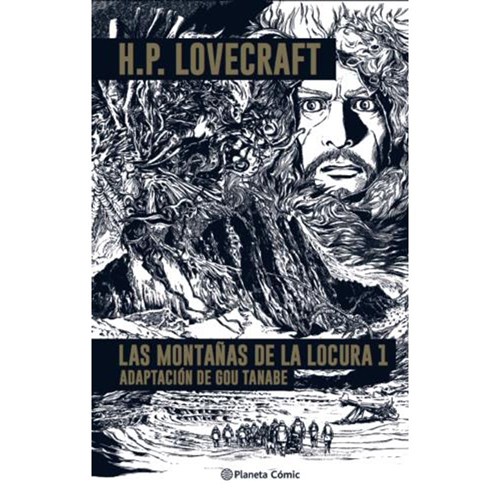 H.P. LOVECRAFT
LAS MONTAÑAS DE LA LOCURA 1
ADAPTACIÓN DE GOU TANABE
Planeta Cómic